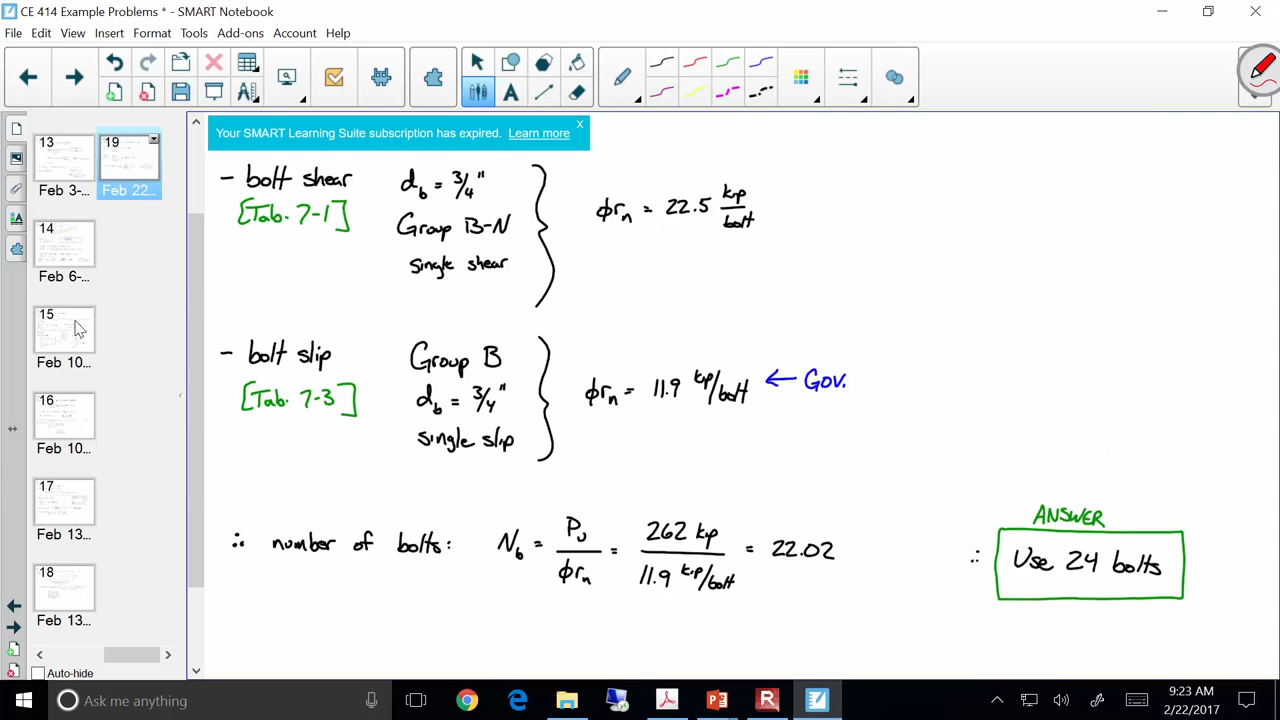 CE 414 Example Problems * - SMART Notebook
File Edit View Insert Format Tools Add-ons Account Help
Your SMART Learning Suite subscription has expired. Learn more
x
13
Feb 3-...
19
Feb 22...
14
Feb 6-...
15
Feb 10...
16
Feb 10...
17
Feb 13...
18
Feb 13...
Auto-hide
- bolt shear
[Tab. 7-1]
d_b = 3/4"
Group B-N
single shear
ϕr_n = 22.5 kip/bolt
- bolt slip
[Tab. 7-3]
Group B
d_b = 3/4"
single slip
ϕr_n = 11.9 kip/bolt ← Gov.
∴ number of bolts: N_b = P_u/ϕr_n = 262 kip/11.9 kip/bolt = 22.02
ANSWER
∴ Use 24 bolts
Ask me anything
9:23 AM
2/22/2017